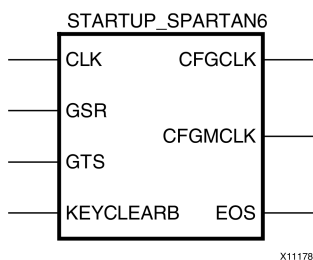 STARTUP_SPARTAN6
CLK CFGCLK
GSR
CFGMCLK
GTS
KEYCLEARB EOS
X11178